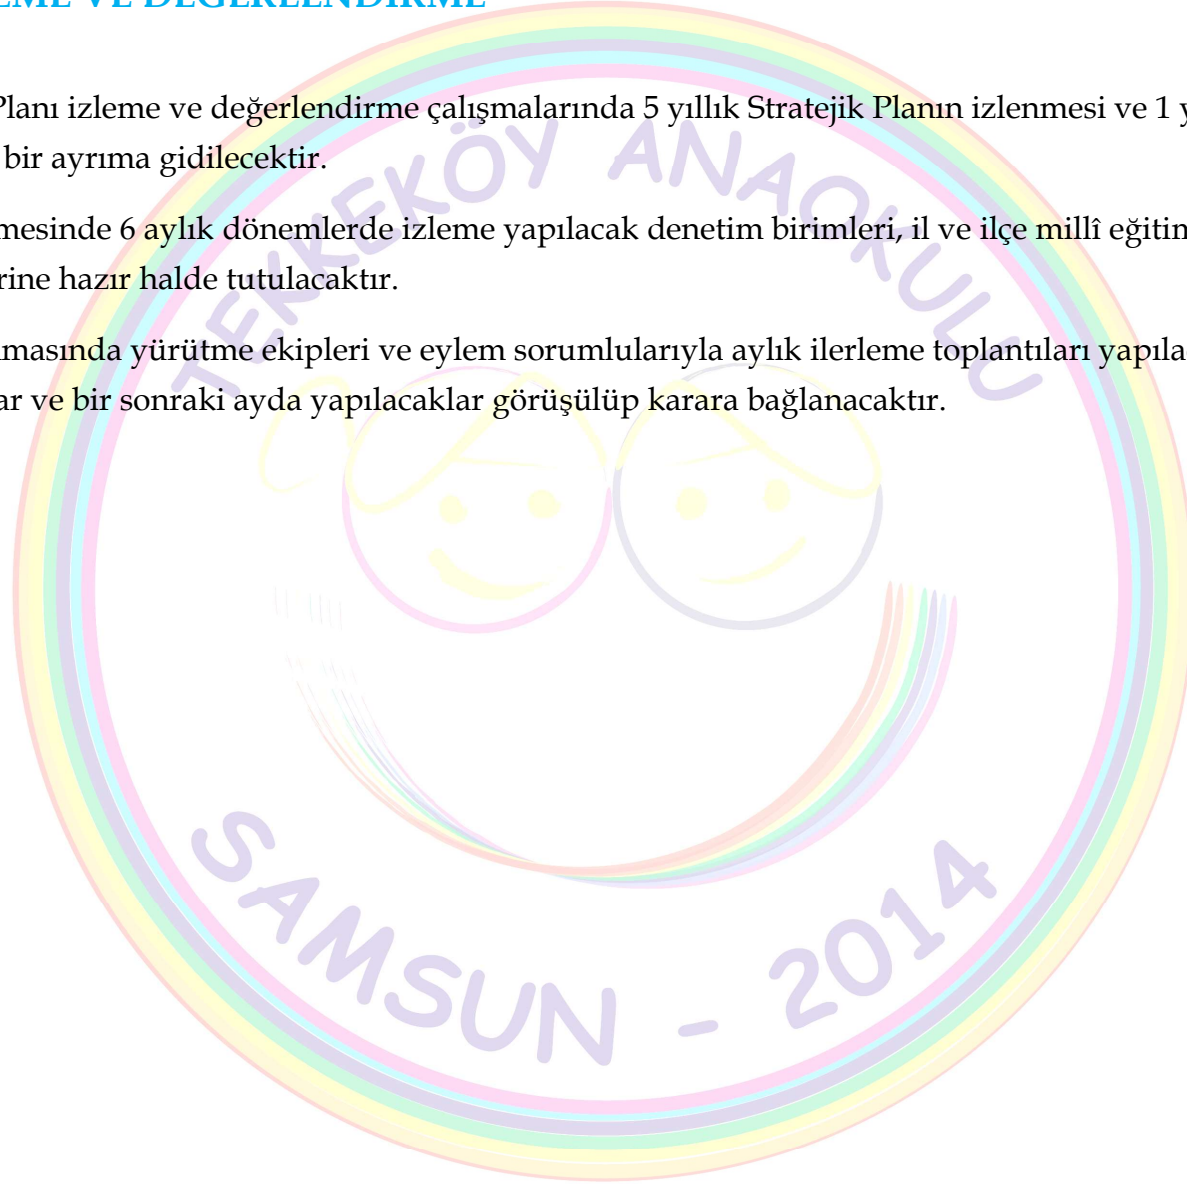 EME VE DEĞERLENDİRME
Planı izleme ve değerlendirme çalışmalarında 5 yıllık Stratejik Planın izlenmesi ve 1 y
bir ayrıma gidilecektir.
mesinde 6 aylık dönemlerde izleme yapılacak denetim birimleri, il ve ilçe millî eğitim
rine hazır halde tutulacaktır.
masında yürütme ekipleri ve eylem sorumlularıyla aylık ilerleme toplantıları yapıla
ar ve bir sonraki ayda yapılacaklar görüşülüp karara bağlanacaktır.
TEKKEKÖY ANAOKULU
SAMSUN - 2014